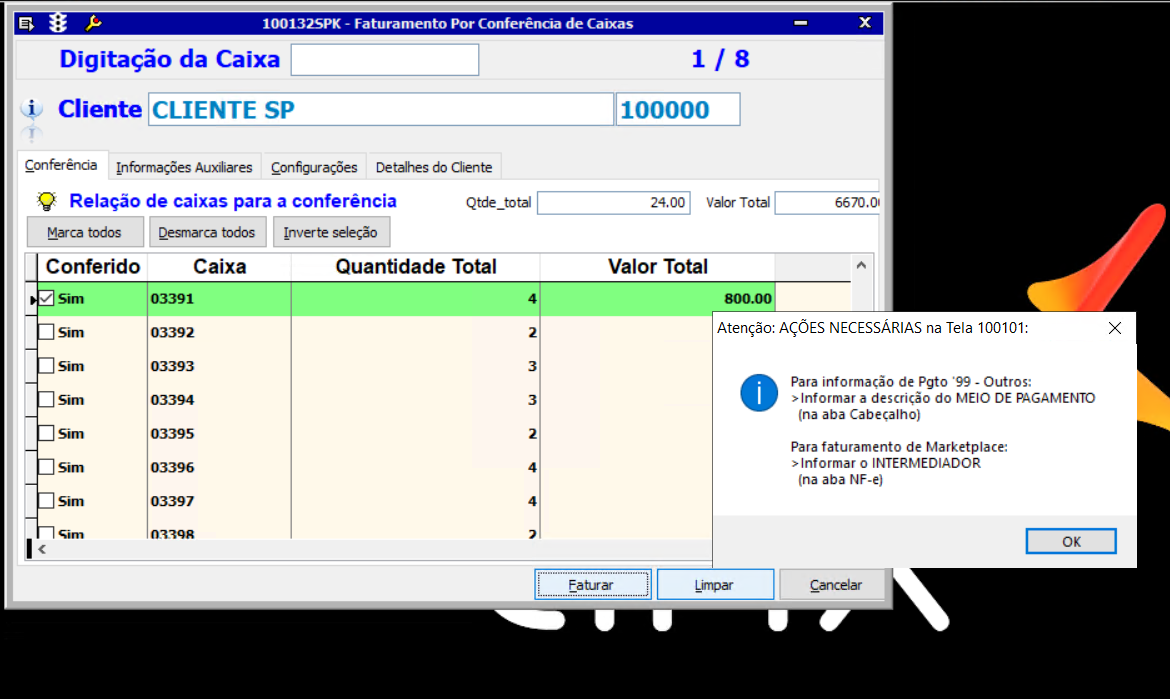 100132SPK - Faturamento Por Conferência de Caixas
Digitação da Caixa 1 / 8
Cliente CLIENTE SP 100000
Conferência Informações Auxiliares Configurações Detalhes do Cliente
Relação de caixas para a conferência Qtde_total 24.00 Valor Total 6670.00
Marca todos Desmarca todos Inverte seleção
Conferido Caixa Quantidade Total Valor Total
Sim 03391 4 800.00
Sim 03392 2
Sim 03393 3
Sim 03394 3
Sim 03395 2
Sim 03396 4
Sim 03397 4
Sim 03398 2
Faturar Limpar Cancelar
Atenção: AÇÕES NECESSÁRIAS na Tela 100101:
Para informação de Pgto `99 - Outros:
>Informar a descrição do MEIO DE PAGAMENTO
(na aba Cabeçalho)
Para faturamento de Marketplace:
>Informar o INTERMEDIADOR
(na aba NF-e)
OK